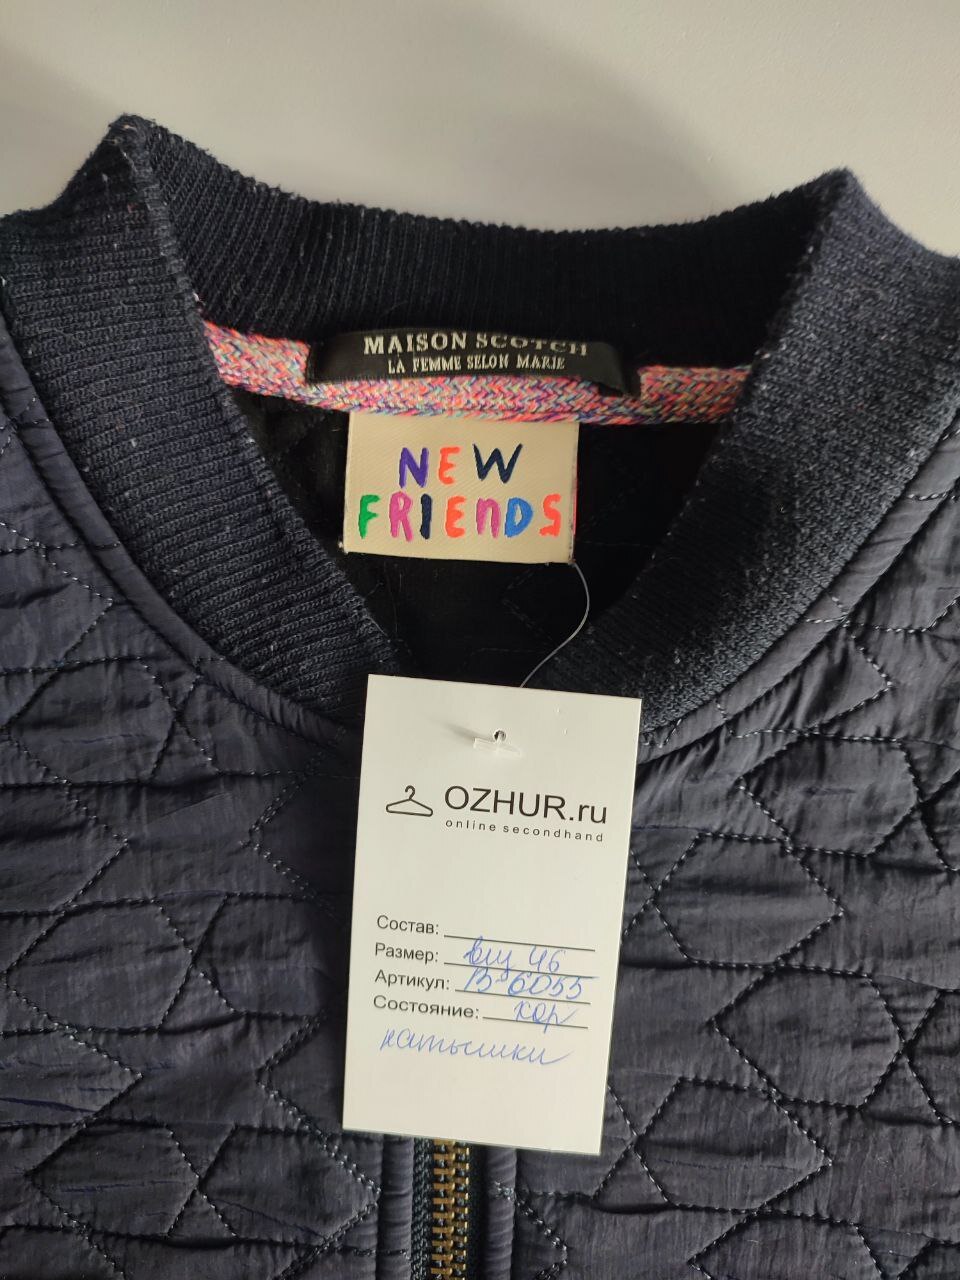 MAISON SCOTCH
LA FEMME SELON MARIE
NEW
FRIENDS
OZHUR.ru
online secondhand
Состав:
Размер: 46
Артикул: В-6055
Состояние: хор
катышки